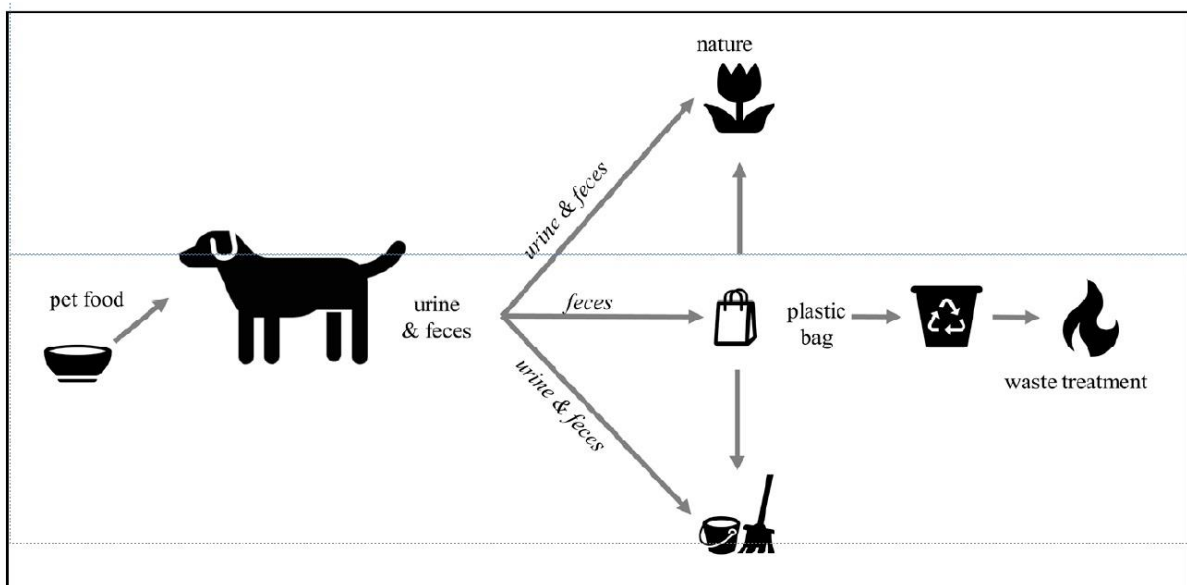 nature
urine & feces
pet food
urine
& feces
feces
plastic
bag
waste treatment
urine & feces